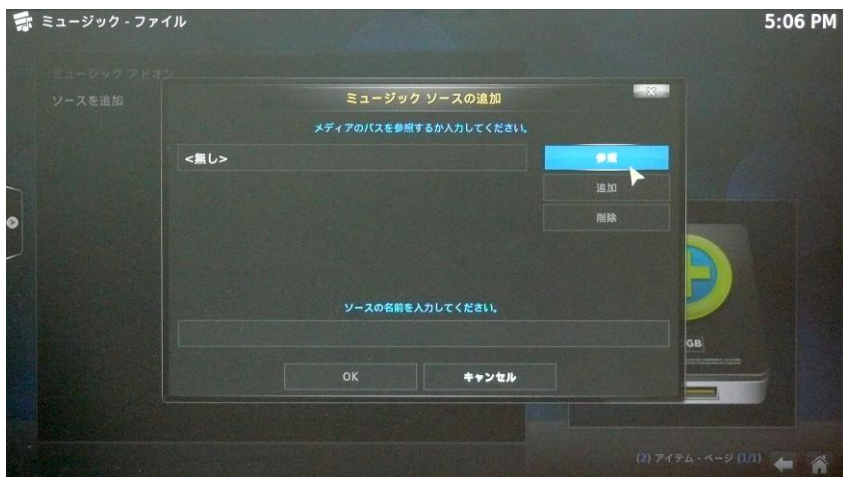 ミュージック - ファイル
5:06 PM
ミュージック アドオン
ソースを追加
ミュージック ソースの追加
メディアのパスを参照するか入力してください。
<無し>
参照
追加
削除
ソースの名前を入力してください。
GB
OK
キャンセル
(2) アイテム - ページ (1/1)